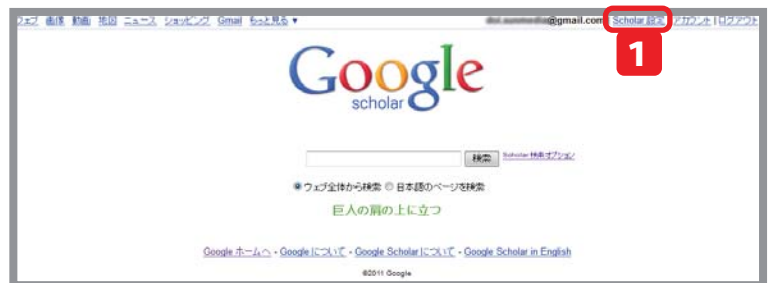 ウェブ 画像 動画 地図 ニュース ショッピング Gmail もっと見る ▼ @gmail.com | Scholar 設定 | アカウント | ログアウト
1
Google
scholar
検索 Scholar 検索オプション
ウェブ全体から検索 日本語のページを検索
巨人の肩の上に立つ
Google ホームへ - Google について - Google Scholar について - Google Scholar in English
©2011 Google